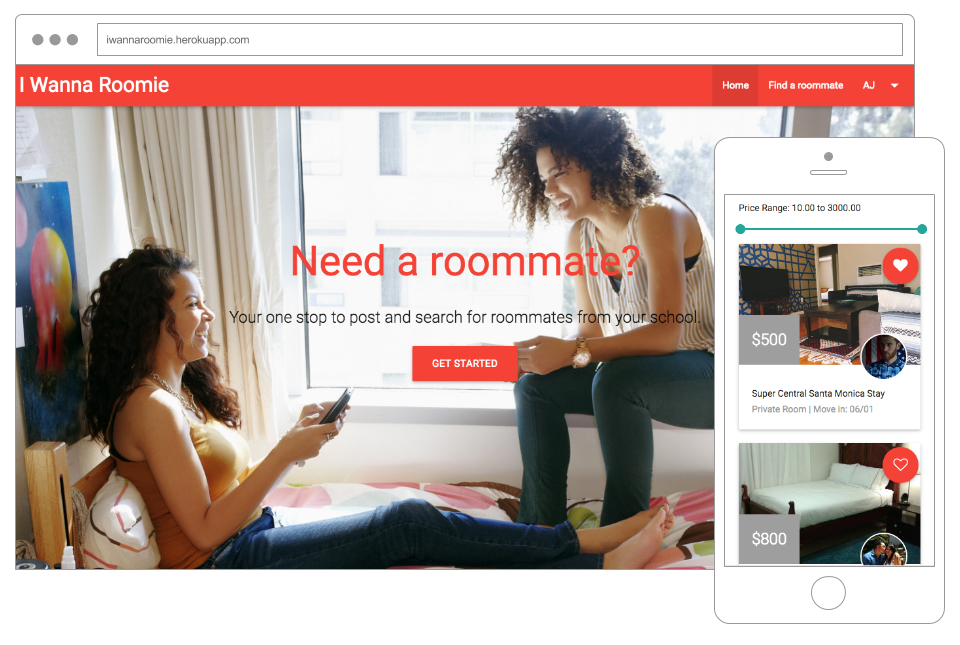 iwannaroomie.herokuapp.com
I Wanna Roomie
Home Find a roommate AJ
Need a roommate?
Your one stop to post and search for roommates from your school.
GET STARTED
Price Range: 10.00 to 3000.00
$500
Super Central Santa Monica Stay
Private Room | Move in: 06/01
$800